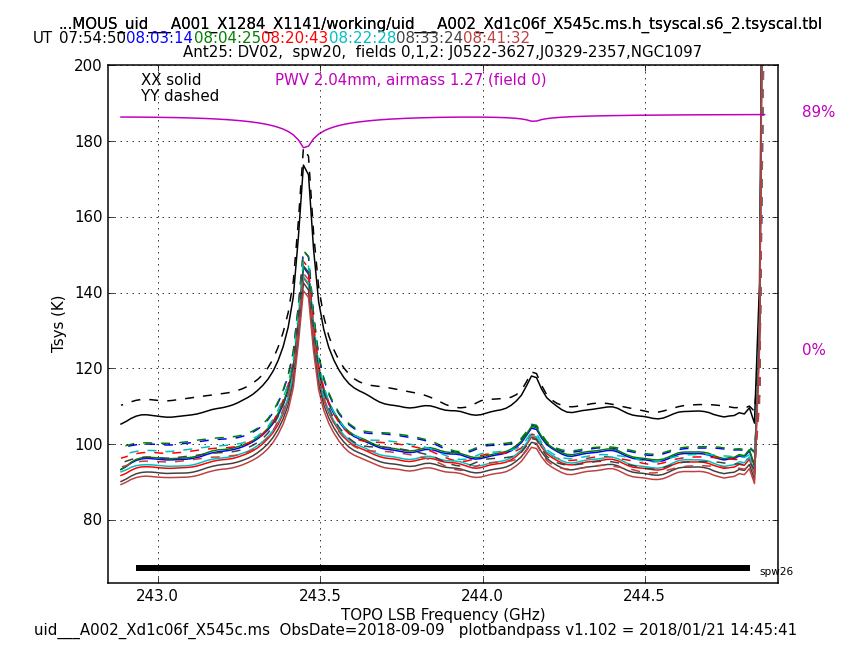 ...MOUS_uid___A001_X1284_X1141/working/uid___A002_Xd1c06f_X545c.ms.h_tsyscal.s6_2.tsyscal.tbl
UT 07:54:50 08:03:14 08:04:25 08:20:43 08:22:28 08:33:24 08:41:32
Ant25: DV02, spw20, fields 0,1,2: J0522-3627,J0329-2357,NGC1097
200
XX solid
PWV 2.04mm, airmass 1.27 (field 0)
YY dashed
89%
180
160
140
120
100
80
0%
Tsys (K)
spw26
243.0
243.5
244.0
244.5
TOPO LSB Frequency (GHz)
uid___A002_Xd1c06f_X545c.ms ObsDate=2018-09-09 plotbandpass v1.102 = 2018/01/21 14:45:41